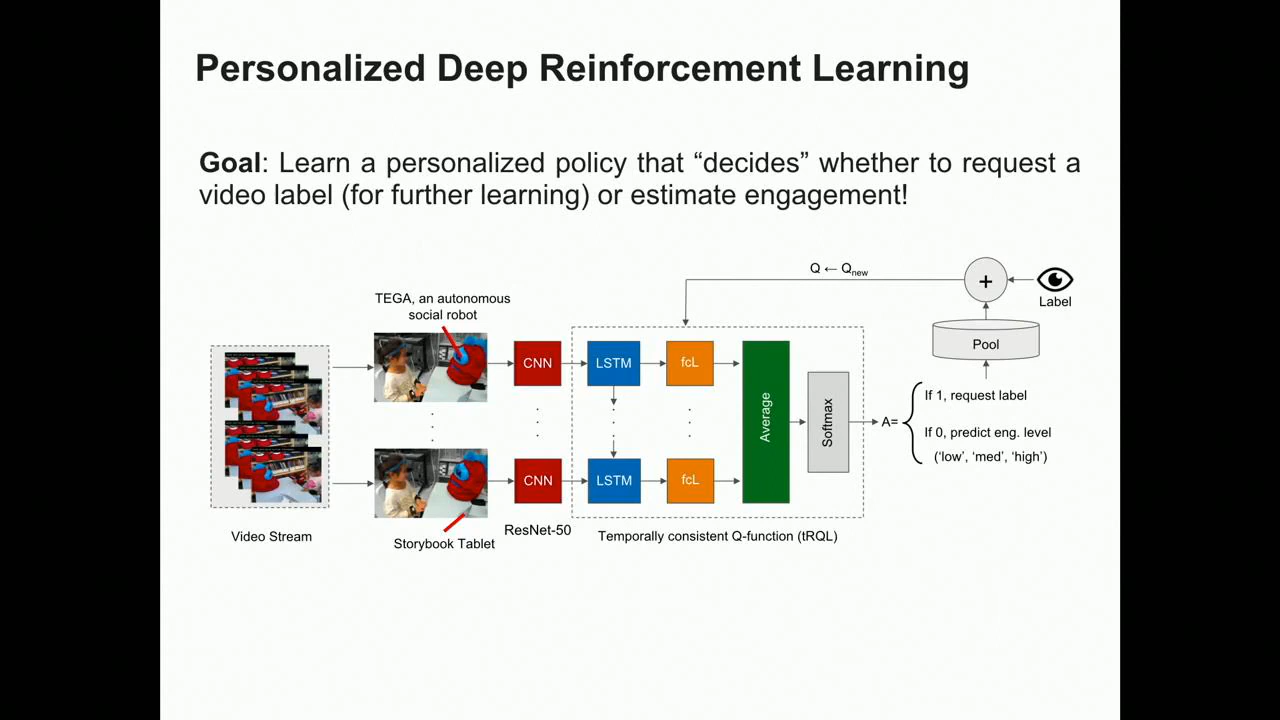 Personalized Deep Reinforcement Learning
Goal: Learn a personalized policy that “decides” whether to request a
video label (for further learning) or estimate engagement!
Q ← Qnew
+
Label
TEGA, an autonomous
social robot
Pool
CNN
LSTM
fcL
Average
Softmax
A=
If 1, request label
If 0, predict eng. level
(‘low’, ‘med’, ‘high’)
CNN
LSTM
fcL
Video Stream
Storybook Tablet
ResNet-50
Temporally consistent Q-function (tRQL)